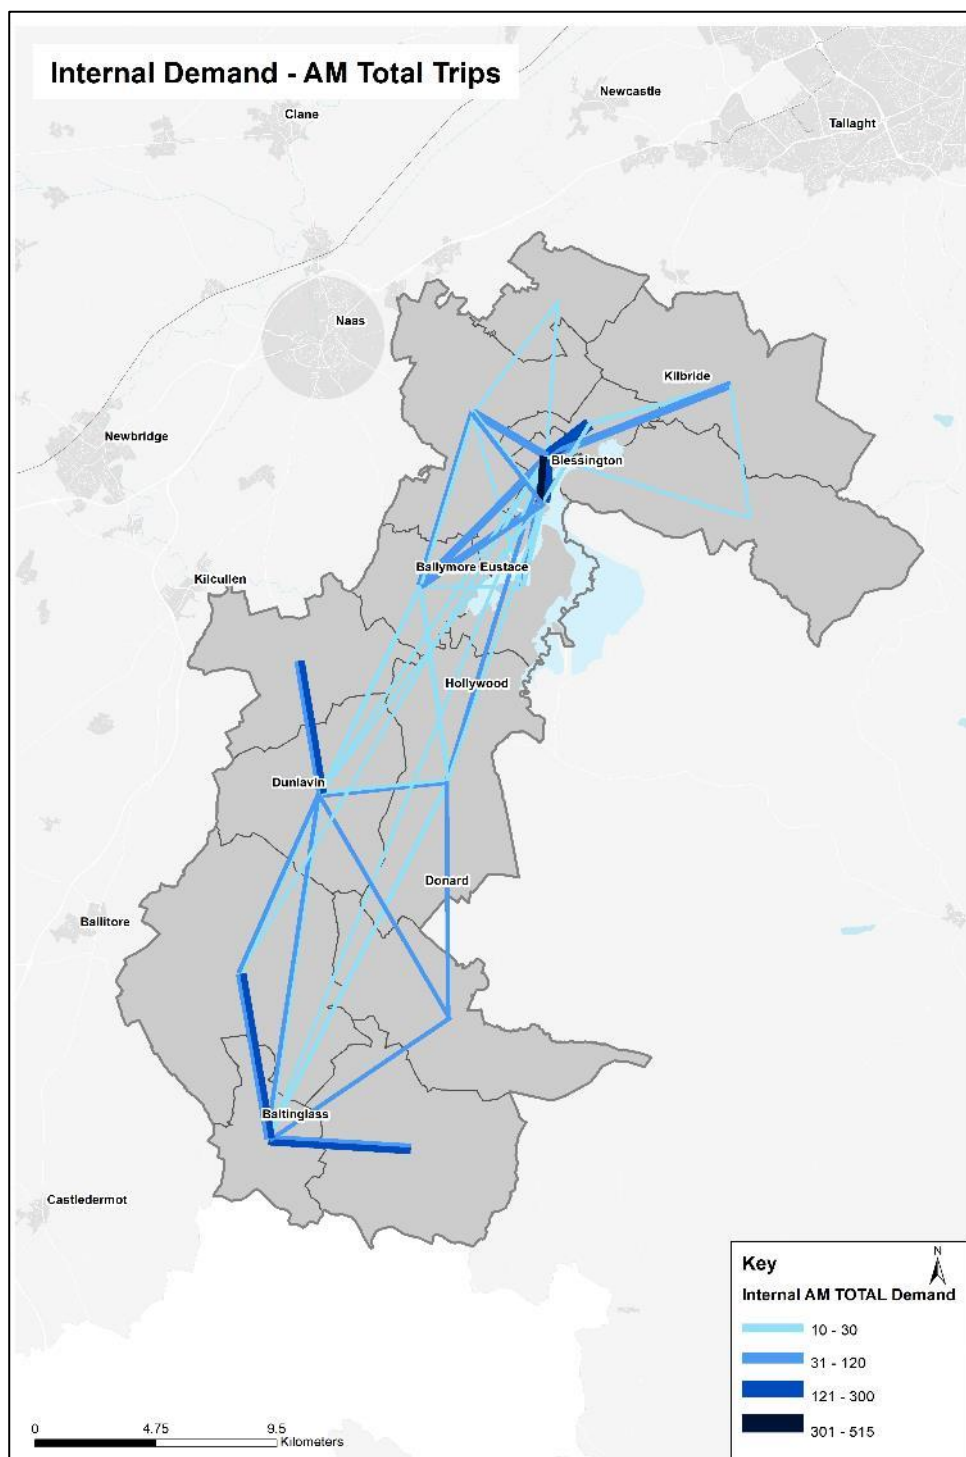 Internal Demand - AM Total Trips
Newcastle
Clane
Tallaght
Naas
Kilbride
Newbridge
Blessington
Ballymore Eustace
Kilcullen
Hollywood
Dunlavin
Donard
Ballitore
Baltinglass
Castledermot
N
Key
Internal AM TOTAL Demand
10 - 30
31 - 120
121 - 300
301 - 515
0 4.75 9.5
Kilometers